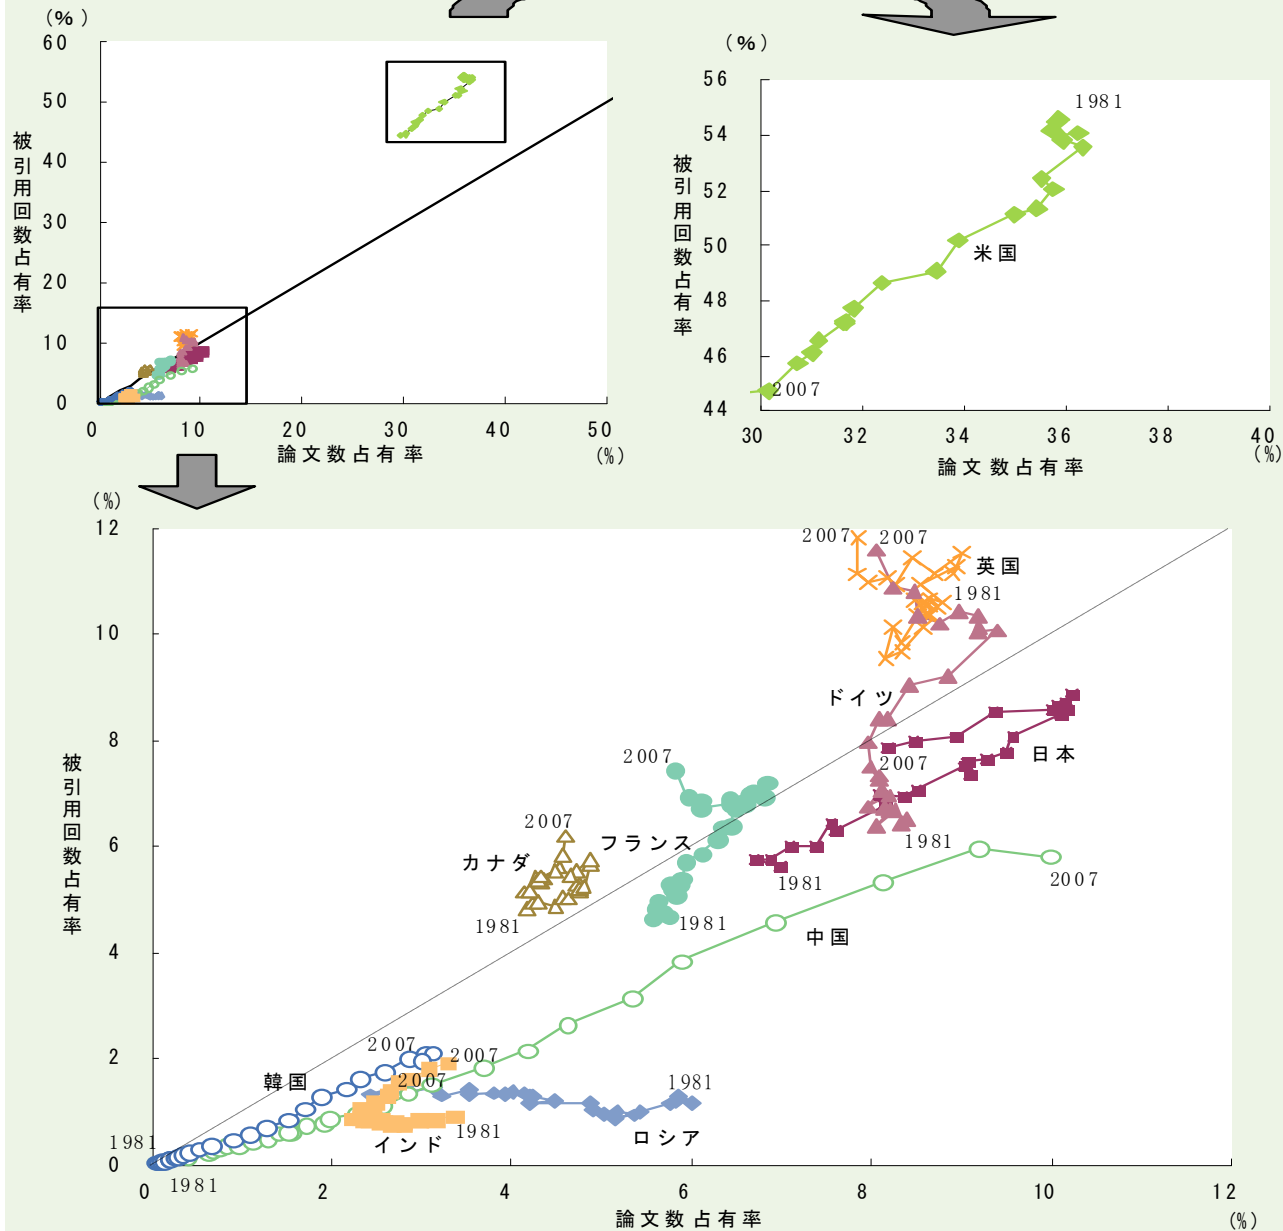 (%)
60
50
40
30
20
10
0
被引用回数占有率
0 10 20 30 40 50
論文数占有率 (%)
(%)
56
54
52
50
48
46
44
被引用回数占有率
1981
米国
2007
30 32 34 36 38 40
論文数占有率 (%)
(%)
12
10
8
6
4
2
0
被引用回数占有率
2007 2007
英国
1981
ドイツ
日本
2007 2007
2007
フランス
カナダ
1981
1981
2007
1981 1981
中国
2007 2007
韓国 2007
1981
インド 1981 ロシア
1981
1981
0 2 4 6 8 10 12
論文数占有率 (%)